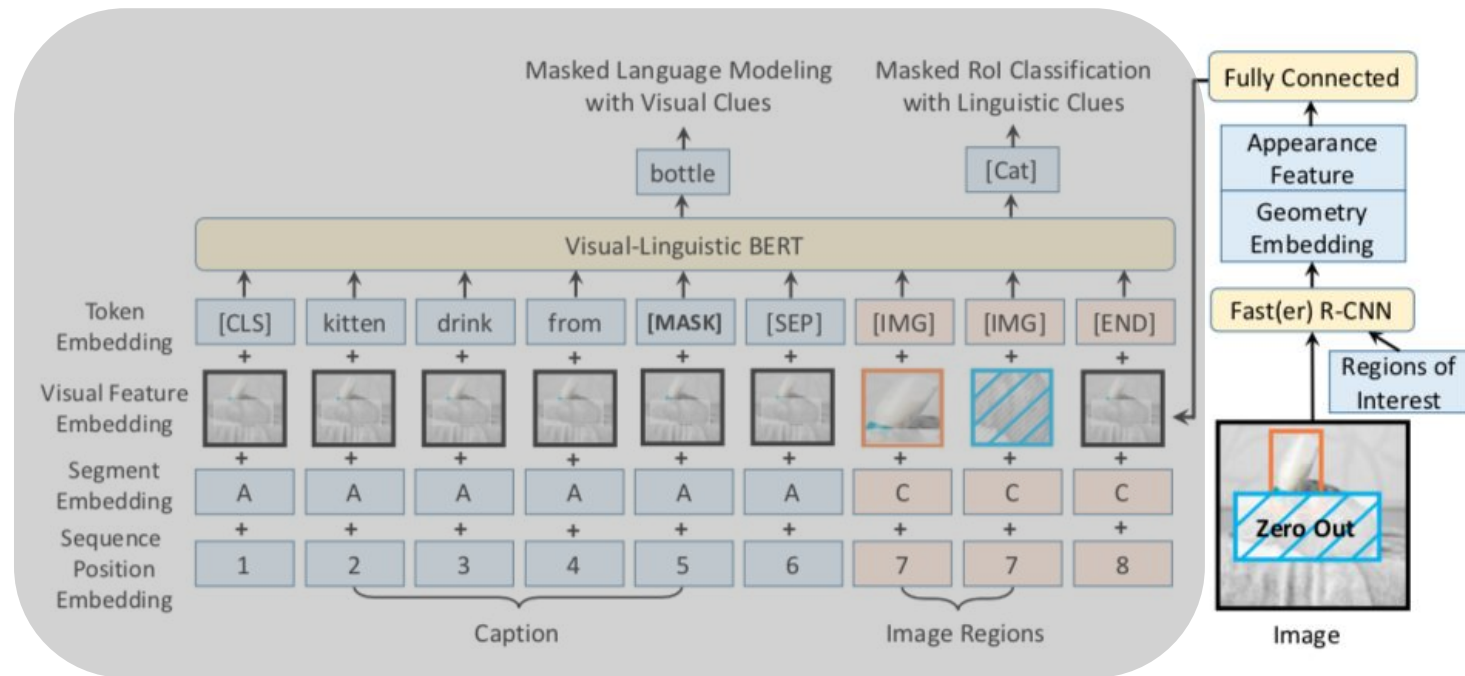 Masked Language Modeling
with Visual Clues
Masked RoI Classification
with Linguistic Clues
Fully Connected
bottle
[Cat]
Appearance
Feature
Geometry
Embedding
Visual-Linguistic BERT
Fast(er) R-CNN
Regions of
Interest
Token
Embedding
[CLS] kitten drink from [MASK] [SEP] [IMG] [IMG] [END]
+ + + + + + + + +
Visual Feature
Embedding
+ + + + + + + + +
Segment
Embedding
A A A A A A C C C
+ + + + + + + + +
Sequence
Position
Embedding
1 2 3 4 5 6 7 7 8
Caption
Image Regions
Zero Out
Image